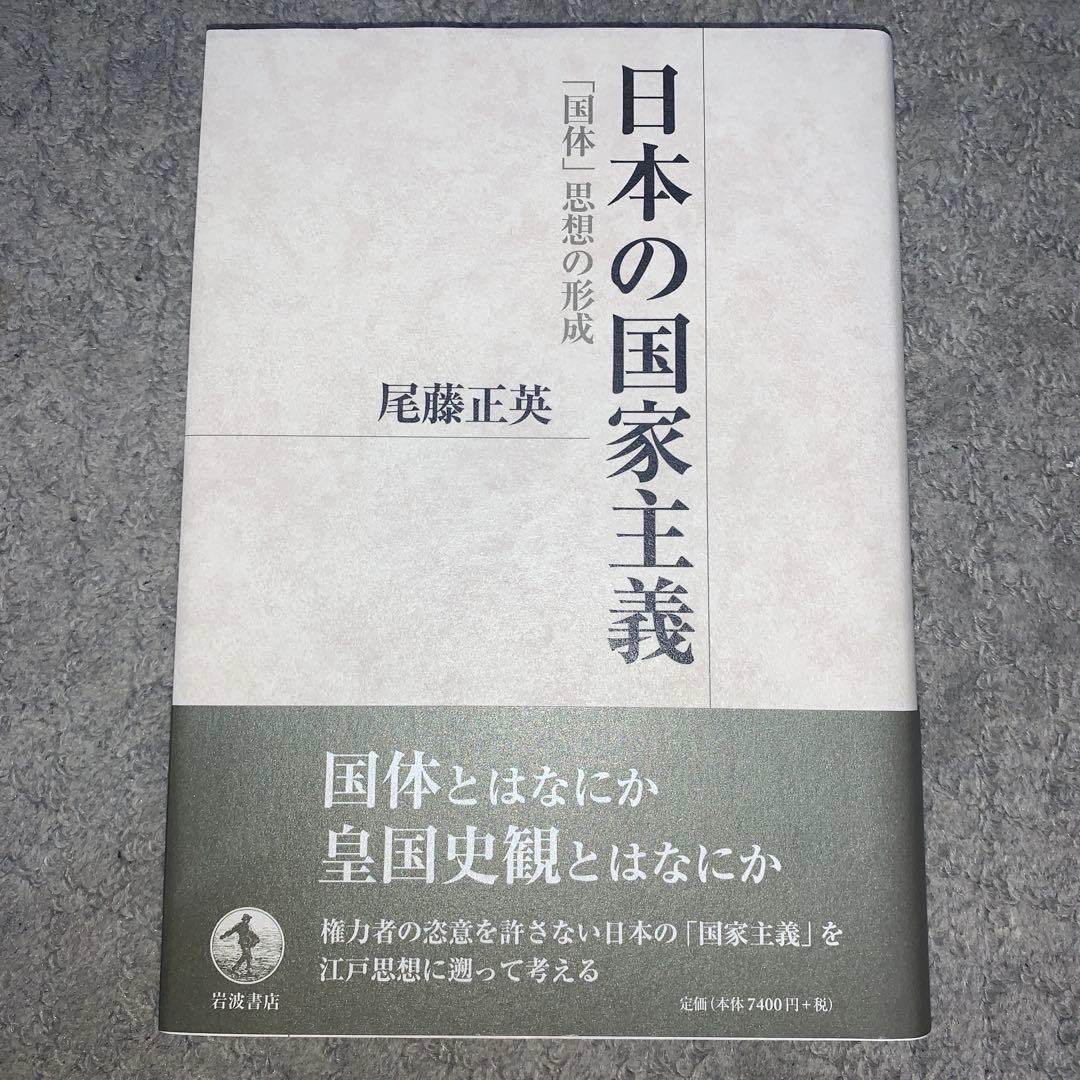 日本の国家主義
「国体」思想の形成
尾藤正英
国体とはなにか
皇国史観とはなにか
権力者の恣意を許さない日本の「国家主義」を
江戸思想に遡って考える
岩波書店
定価(本体7400円+税)